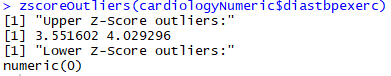 > zscoreOutliers(cardiologyNumeric$diastbpexerc)
[1] "Upper Z-Score outliers:"
[1] 3.551602 4.029296
[1] "Lower Z-Score outliers:"
numeric(0)